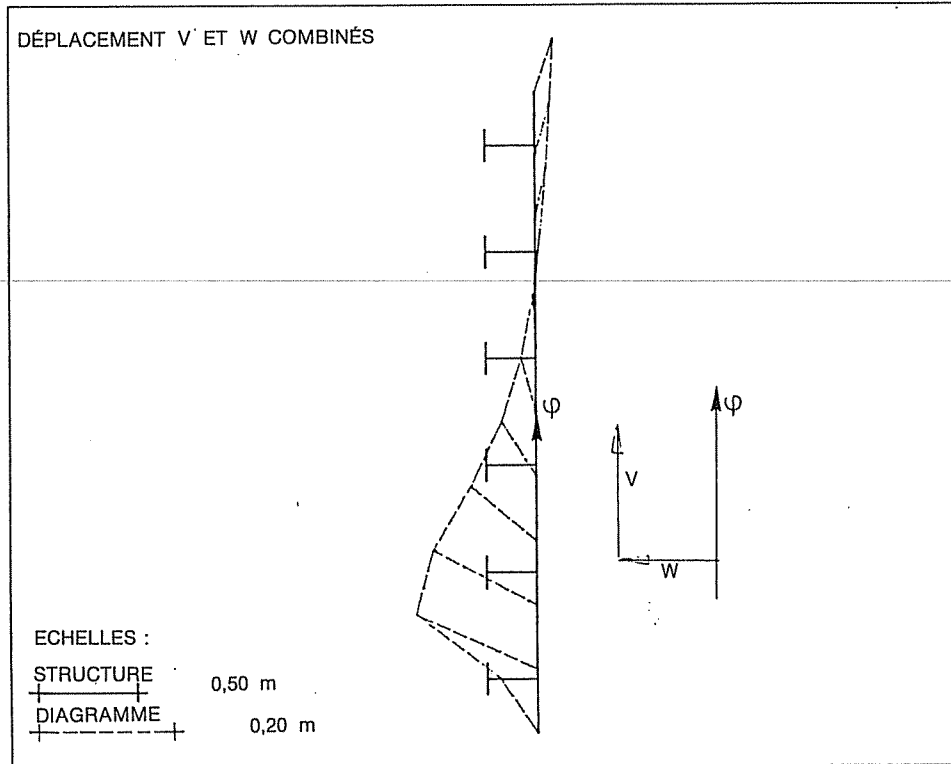 DÉPLACEMENT V ET W COMBINÉS
φ
φ
V
W
ECHELLES :
STRUCTURE
0,50 m
DIAGRAMME
0,20 m